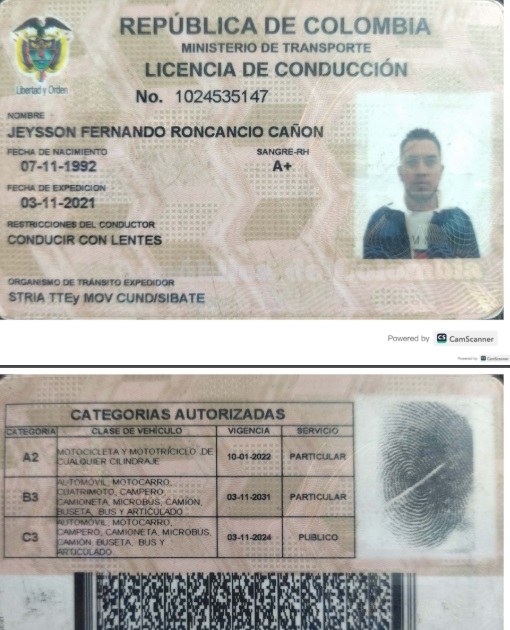 REPÚBLICA DE COLOMBIA
MINISTERIO DE TRANSPORTE
LICENCIA DE CONDUCCIÓN
Libertad y Orden
No. 1024535147
NOMBRE
JEYSSON FERNANDO RONCANCIO CAÑON
FECHA DE NACIMIENTO SANGRE-RH
07-11-1992 A+
FECHA DE EXPEDICION
03-11-2021
RESTRICCIONES DEL CONDUCTOR
CONDUCIR CON LENTES
ORGANISMO DE TRÁNSITO EXPEDIDOR
STRIA TTEy MOV CUND/SIBATE
Powered by CS CamScanner
Powered by CS CamScanner
CATEGORIAS AUTORIZADAS
CATEGORIA CLASE DE VEHÍCULO VIGENCIA SERVICIO
A2 MOTOCICLETA Y MOTOTRICICLO DE
CUALQUIER CILINDRAJE 10-01-2022 PARTICULAR
B3 AUTOMÓVIL, MOTOCARRO,
CUATRIMOTO, CAMPERO,
CAMIONETA, MICROBUS, CAMIÓN,
BUSETA, BUS Y ARTICULADO 03-11-2031 PARTICULAR
C3 AUTOMÓVIL, MOTOCARRO,
CAMPERO, CAMIONETA, MICROBÚS,
CAMIÓN, BUSETA, BUS Y
ARTICULADO 03-11-2024 PUBLICO